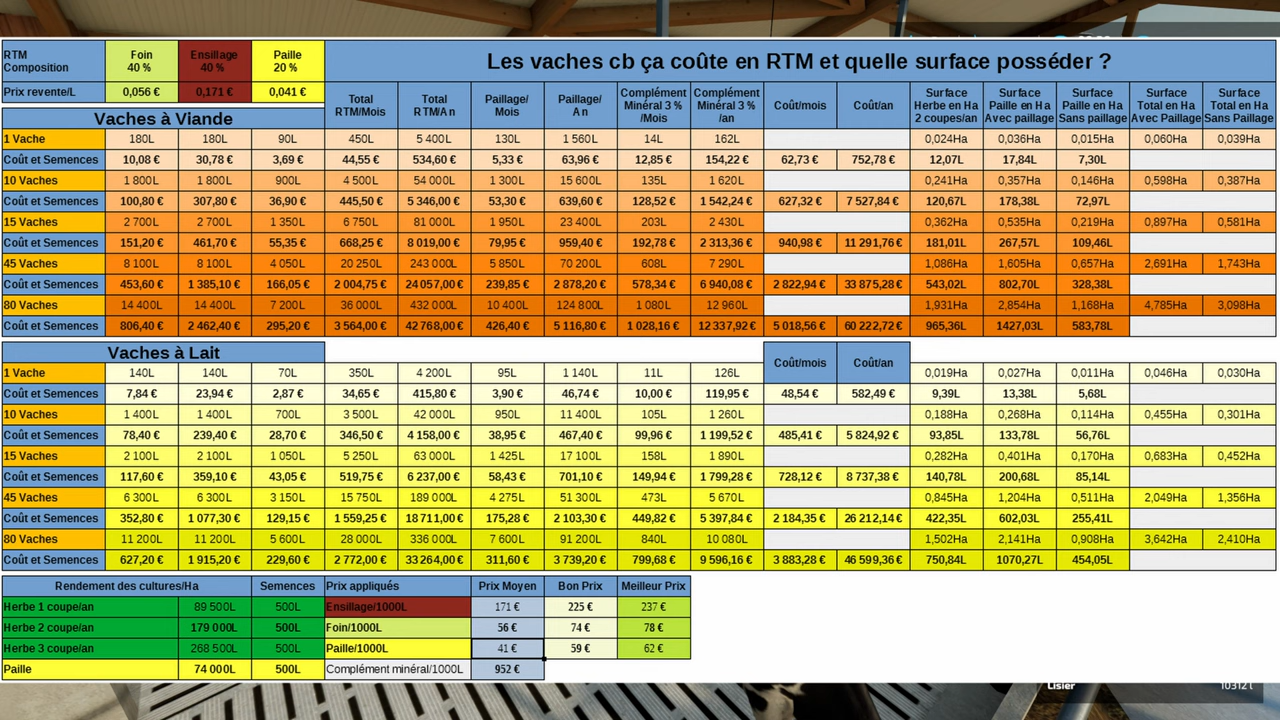 RTM Composition Foin 40 % Ensillage 40 % Paille 20 % Les vaches cb ça coûte en RTM et quelle surface posséder ?
Prix revente/L 0,056 € 0,171 € 0,041 €
Vaches à Viande Total RTM/Mois Total RTM/An Paillage/Mois Paillage/An Complément Minéral 3 % /Mois Complément Minéral 3 % /an Coût/mois Coût/an Surface Herbe en Ha 2 coupes/an Surface Paille en Ha Avec paillage Surface Paille en Ha Sans paillage Surface Total en Ha Avec Paillage Surface Total en Ha Sans Paillage
1 Vache 180L 180L 90L 450L 5 400L 130L 1 560L 14L 162L 0,024Ha 0,036Ha 0,015Ha 0,060Ha 0,039Ha
Coût et Semences 10,08 € 30,78 € 3,69 € 44,55 € 534,60 € 5,33 € 63,96 € 12,85 € 154,22 € 62,73 € 752,78 € 12,07L 17,84L 7,30L
10 Vaches 1 800L 1 800L 900L 4 500L 54 000L 1 300L 15 600L 135L 1 620L 0,241Ha 0,357Ha 0,146Ha 0,598Ha 0,387Ha
Coût et Semences 100,80 € 307,80 € 36,90 € 445,50 € 5 346,00 € 53,30 € 639,60 € 128,52 € 1 542,24 € 627,32 € 7 527,84 € 120,67L 178,38L 72,97L
15 Vaches 2 700L 2 700L 1 350L 6 750L 81 000L 1 950L 23 400L 203L 2 430L 0,362Ha 0,535Ha 0,219Ha 0,897Ha 0,581Ha
Coût et Semences 151,20 € 461,70 € 55,35 € 668,25 € 8 019,00 € 79,95 € 959,40 € 192,78 € 2 313,36 € 940,98 € 11 291,76 € 181,01L 267,57L 109,46L
45 Vaches 8 100L 8 100L 4 050L 20 250L 243 000L 5 850L 70 200L 608L 7 290L 1,086Ha 1,605Ha 0,657Ha 2,691Ha 1,743Ha
Coût et Semences 453,60 € 1 385,10 € 166,05 € 2 004,75 € 24 057,00 € 239,85 € 2 878,20 € 578,34 € 6 940,08 € 2 822,94 € 33 875,28 € 543,02L 802,70L 328,38L
80 Vaches 14 400L 14 400L 7 200L 36 000L 432 000L 10 400L 124 800L 1 080L 12 960L 1,931Ha 2,854Ha 1,168Ha 4,785Ha 3,098Ha
Coût et Semences 806,40 € 2 462,40 € 295,20 € 3 564,00 € 42 768,00 € 426,40 € 5 116,80 € 1 028,16 € 12 337,92 € 5 018,56 € 60 222,72 € 965,36L 1427,03L 583,78L
Vaches à Lait Coût/mois Coût/an
1 Vache 140L 140L 70L 350L 4 200L 95L 1 140L 11L 126L 0,019Ha 0,027Ha 0,011Ha 0,046Ha 0,030Ha
Coût et Semences 7,84 € 23,94 € 2,87 € 34,65 € 415,80 € 3,90 € 46,74 € 10,00 € 119,95 € 48,54 € 582,49 € 9,39L 13,38L 5,68L
10 Vaches 1 400L 1 400L 700L 3 500L 42 000L 950L 11 400L 105L 1 260L 0,188Ha 0,268Ha 0,114Ha 0,455Ha 0,301Ha
Coût et Semences 78,40 € 239,40 € 28,70 € 346,50 € 4 158,00 € 38,95 € 467,40 € 99,96 € 1 199,52 € 485,41 € 5 824,92 € 93,85L 133,78L 56,76L
15 Vaches 2 100L 2 100L 1 050L 5 250L 63 000L 1 425L 17 100L 158L 1 890L 0,282Ha 0,401Ha 0,170Ha 0,683Ha 0,452Ha
Coût et Semences 117,60 € 359,10 € 43,05 € 519,75 € 6 237,00 € 58,43 € 701,10 € 149,94 € 1 799,28 € 728,12 € 8 737,38 € 140,78L 200,68L 85,14L
45 Vaches 6 300L 6 300L 3 150L 15 750L 189 000L 4 275L 51 300L 473L 5 670L 0,845Ha 1,204Ha 0,511Ha 2,049Ha 1,356Ha
Coût et Semences 352,80 € 1 077,30 € 129,15 € 1 559,25 € 18 711,00 € 175,28 € 2 103,30 € 449,82 € 5 397,84 € 2 184,35 € 26 212,14 € 422,35L 602,03L 255,41L
80 Vaches 11 200L 11 200L 5 600L 28 000L 336 000L 7 600L 91 200L 840L 10 080L 1,502Ha 2,141Ha 0,908Ha 3,642Ha 2,410Ha
Coût et Semences 627,20 € 1 915,20 € 229,60 € 2 772,00 € 33 264,00 € 311,60 € 3 739,20 € 799,68 € 9 596,16 € 3 883,28 € 46 599,36 € 750,84L 1070,27L 454,05L
Rendement des cultures/Ha Semences Prix appliqués Prix Moyen Bon Prix Meilleur Prix
Herbe 1 coupe/an 89 500L 500L Ensillage/1000L 171 € 225 € 237 €
Herbe 2 coupe/an 179 000L 500L Foin/1000L 56 € 74 € 78 €
Herbe 3 coupe/an 268 500L 500L Paille/1000L 41 € 59 € 62 €
Paille 74 000L 500L Complément minéral/1000L 952 €
Lisier 10312 l